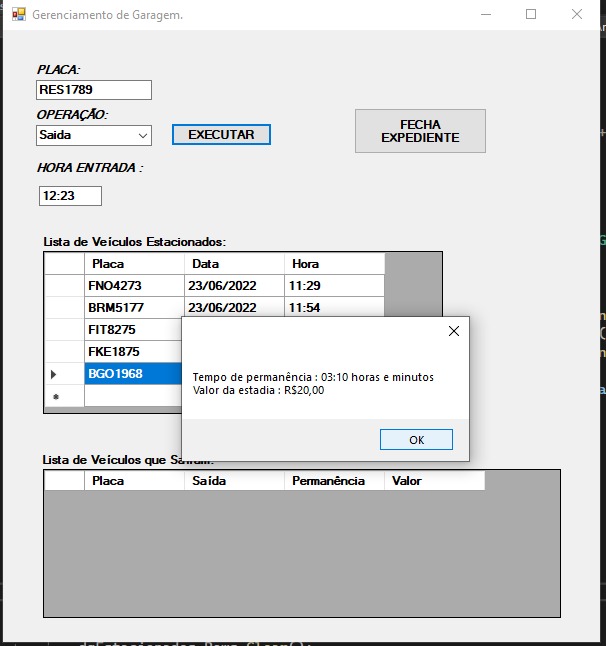 Gerenciamento de Garagem.
PLACA:
RES1789
OPERAÇÃO:
Saida
EXECUTAR
FECHA
EXPEDIENTE
HORA ENTRADA :
12:23
Lista de Veículos Estacionados:
Placa Data Hora
FNO4273 23/06/2022 11:29
BRM5177 23/06/2022 11:54
FIT8275
FKE1875
BGO1968
Tempo de permanência : 03:10 horas e minutos
Valor da estadia : R$20,00
OK
Lista de Veículos que
Placa Saída Permanência Valor